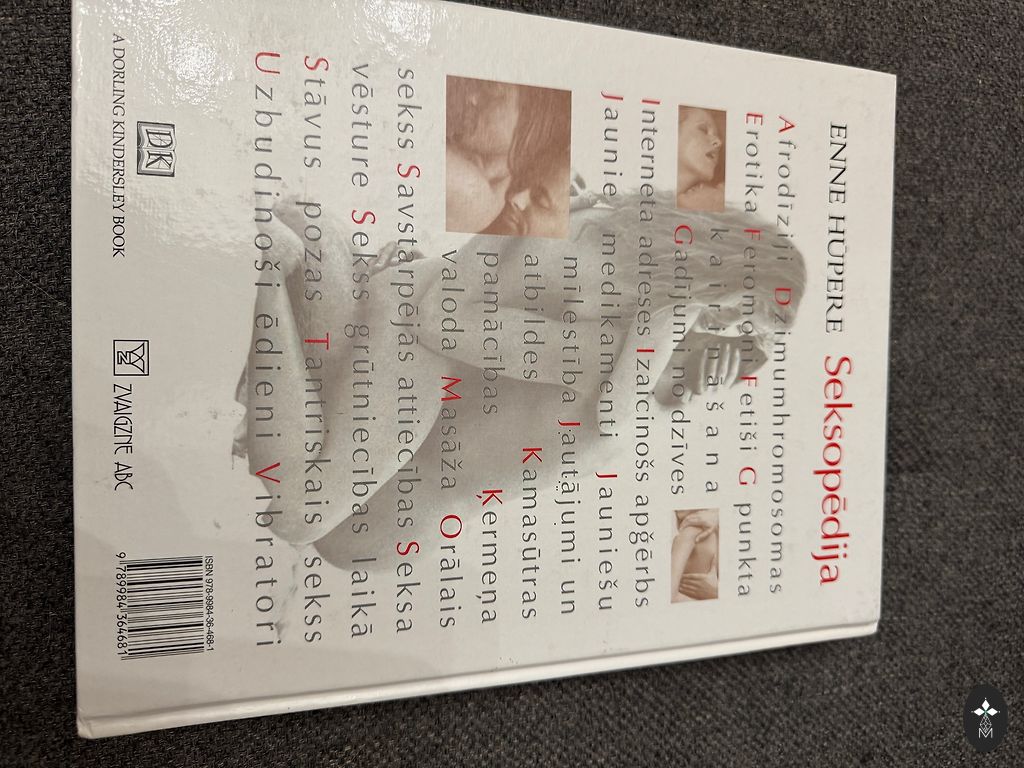 ENNE HŪPERE Seksopēdija
Afrodīziji Dzimumhromosomas
Erotika Feromoni Fetiši G punkta
kairināšana
Gadījumi no dzīves
Interneta adreses Izaicinošs apģērbs
Jaunie medikamenti Jauniešu
mīlestība Jautājumi un
atbildes Kamasūtras
pamācības Ķermeņa
valoda Masāža Orālais
sekss Savstarpējās attiecības Seksa
vēsture Sekss grūtniecības laikā
Stāvus pozas Tantriskais sekss
Uzbudinoši ēdieni Vibratori
ISBN 978-9984-36-468-1
9 789984 364681
DK
A DORLING KINDERSLEY BOOK
ZVAIGZNE ABC
M